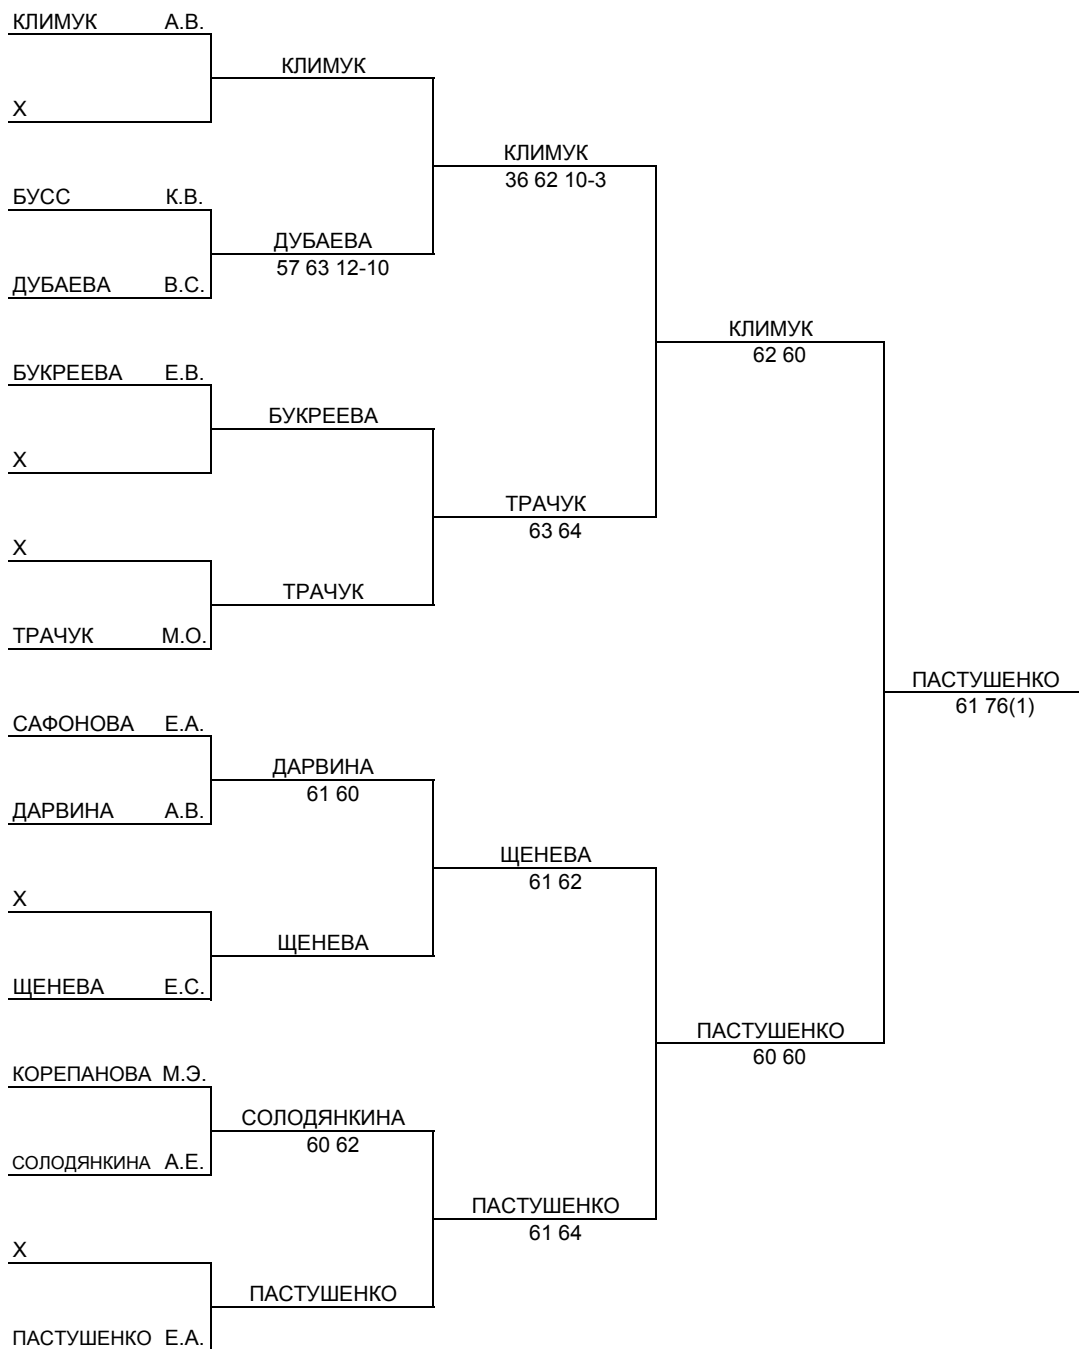 КЛИМУК А.В.
КЛИМУК
Х
КЛИМУК
36 62 10-3
БУСС К.В.
ДУБАЕВА
57 63 12-10
ДУБАЕВА В.С.
КЛИМУК
62 60
БУКРЕЕВА Е.В.
БУКРЕЕВА
Х
ТРАЧУК
63 64
Х
ТРАЧУК
ТРАЧУК М.О.
ПАСТУШЕНКО
61 76(1)
САФОНОВА Е.А.
ДАРВИНА
61 60
ДАРВИНА А.В.
ЩЕНЕВА
61 62
Х
ЩЕНЕВА
ЩЕНЕВА Е.С.
ПАСТУШЕНКО
60 60
КОРЕПАНОВА М.Э.
СОЛОДЯНКИНА
60 62
СОЛОДЯНКИНА А.Е.
ПАСТУШЕНКО
61 64
Х
ПАСТУШЕНКО
ПАСТУШЕНКО Е.А.